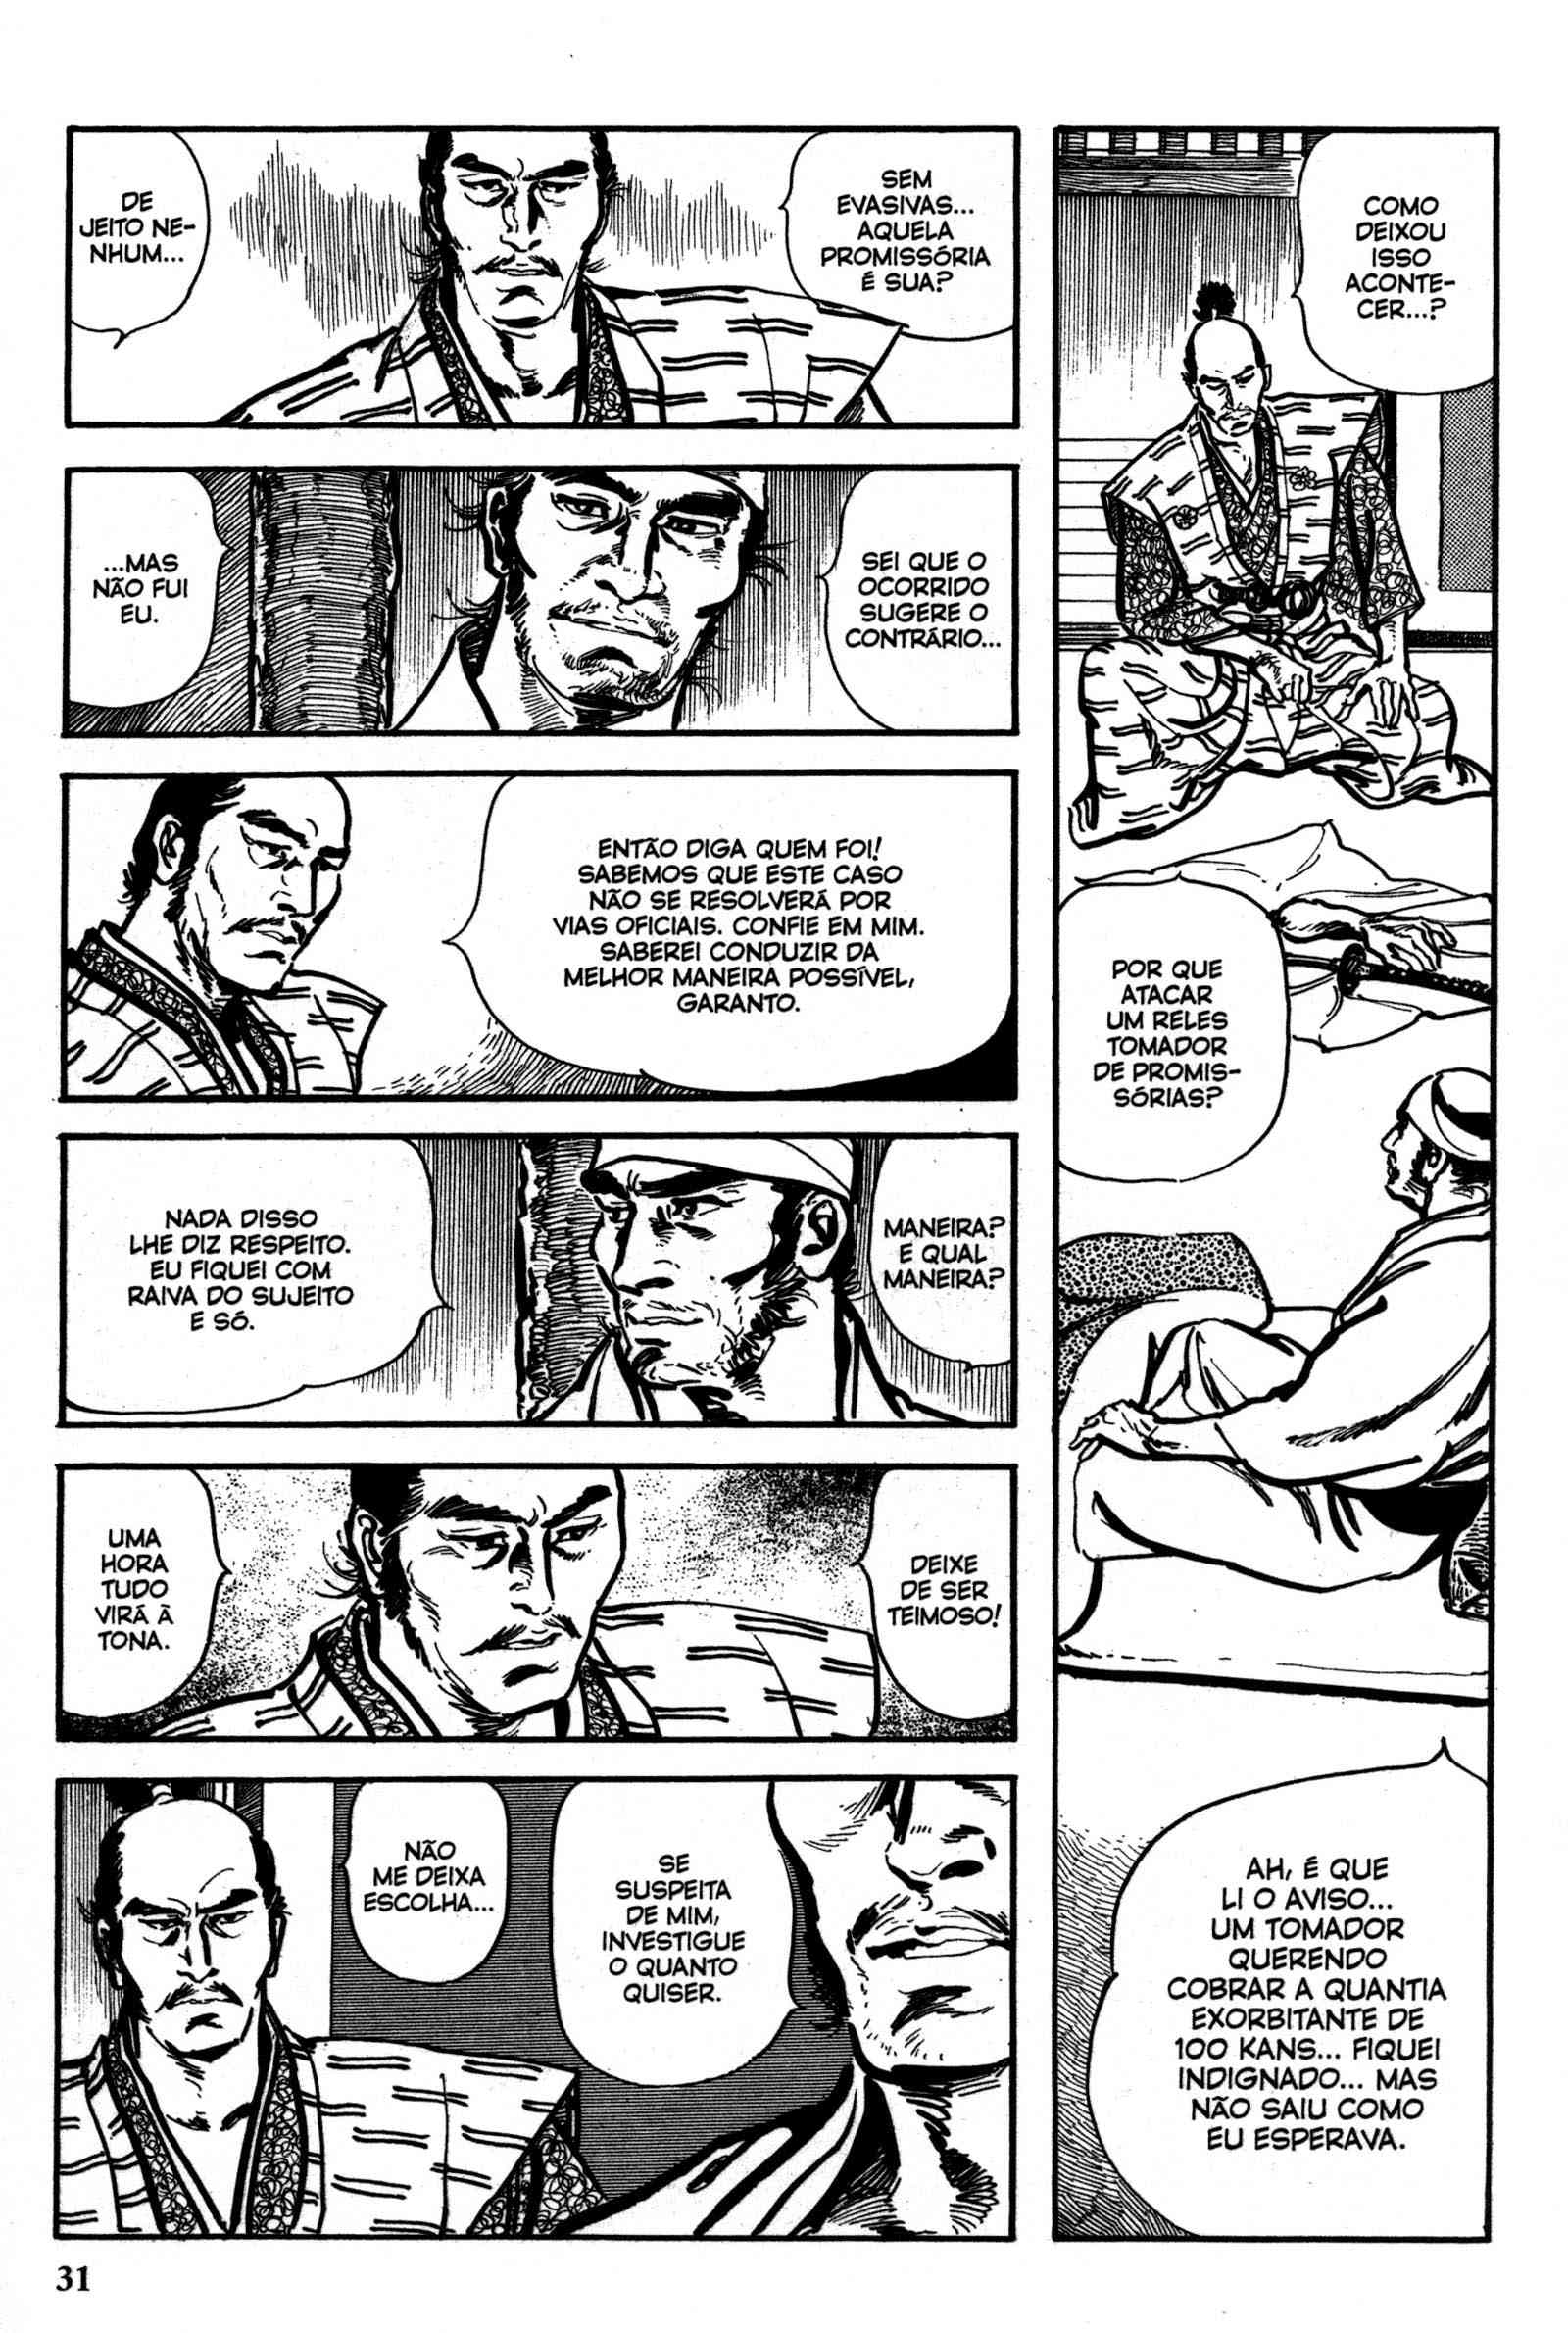 COMO
DEIXOU
ISSO
ACONTE-
CER...?
POR QUE
ATACAR
UM RELES
TOMADOR
DE PROMIS-
SÓRIAS?
AH, É QUE
LI O AVISO...
UM TOMADOR
QUERENDO
COBRAR A QUANTIA
EXORBITANTE DE
100 KANS... FIQUEI
INDIGNADO... MAS
NÃO SAIU COMO
EU ESPERAVA.
SEM
EVASIVAS...
AQUELA
PROMISSÓRIA
É SUA?
DE
JEITO NE-
NHUM...
SEI QUE O
OCORRIDO
SUGERE O
CONTRÁRIO...
...MAS
NÃO FUI
EU.
ENTÃO DIGA QUEM FOI!
SABEMOS QUE ESTE CASO
NÃO SE RESOLVERÁ POR
VIAS OFICIAIS. CONFIE EM MIM.
SABEREI CONDUZIR DA
MELHOR MANEIRA POSSÍVEL,
GARANTO.
MANEIRA?
E QUAL
MANEIRA?
NADA DISSO
LHE DIZ RESPEITO.
EU FIQUEI COM
RAIVA DO SUJEITO
E SÓ.
DEIXE
DE SER
TEIMOSO!
UMA
HORA
TUDO
VIRÁ À
TONA.
SE
SUSPEITA
DE MIM,
INVESTIGUE
O QUANTO
QUISER.
NÃO
ME DEIXA
ESCOLHA...
31